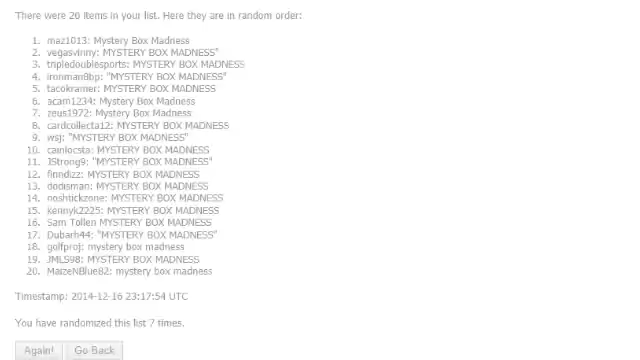 There were 20 items in your list. Here they are in random order:
1. maz1013: Mystery Box Madness
2. vegasvinny: MYSTERY BOX MADNESS"
3. tripledoublesports: MYSTERY BOX MADNESS
4. ironman8bp: "MYSTERY BOX MADNESS"
5. tacokramer: MYSTERY BOX MADNESS
6. acam1234: Mystery Box Madness
7. zeus1972: Mystery Box Madness
8. cardcollecta12: MYSTERY BOX MADNESS
9. wsj: "MYSTERY BOX MADNESS"
10. cainlocsta: MYSTERY BOX MADNESS
11. JStrong9: "MYSTERY BOX MADNESS"
12. finndizz: MYSTERY BOX MADNESS
13. dodisman: MYSTERY BOX MADNESS
14. noshtickzone: MYSTERY BOX MADNESS
15. kennyk2225: MYSTERY BOX MADNESS
16. Sam Tollen MYSTERY BOX MADNESS
17. Dubarh44: "MYSTERY BOX MADNESS"
18. golfproj: mystery box madness
19. JMLS98: MYSTERY BOX MADNESS
20. MaizeNBlue82: mystery box madness
Timestamp: 2014-12-16 23:17:54 UTC
You have randomized this list 7 times.
Again! Go Back